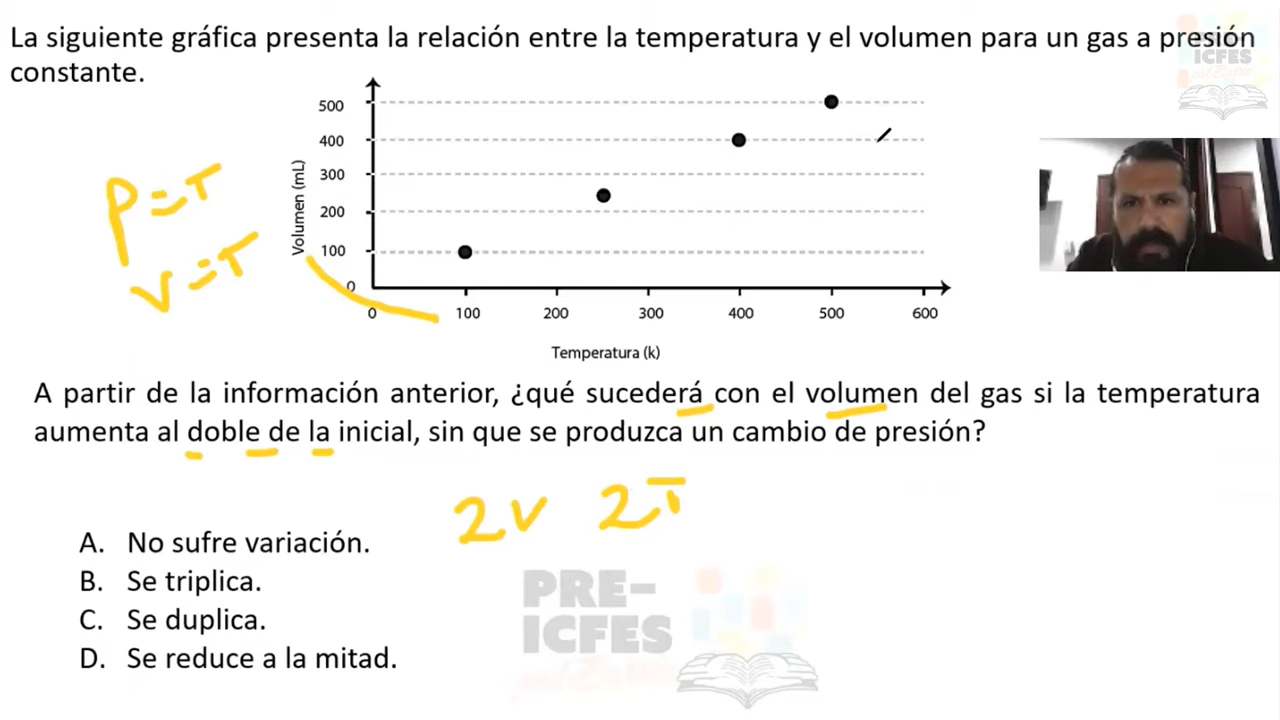 La siguiente gráfica presenta la relación entre la temperatura y el volumen para un gas a presión
constante.
ICFES
500
400
300
200
100
0
Volumen (mL)
0 100 200 300 400 500 600
Temperatura (k)
P=T
V=T
A partir de la información anterior, ¿qué sucederá con el volumen del gas si la temperatura
aumenta al doble de la inicial, sin que se produzca un cambio de presión?
2V 2T
A. No sufre variación.
B. Se triplica.
C. Se duplica.
D. Se reduce a la mitad.
PRE-
ICFES